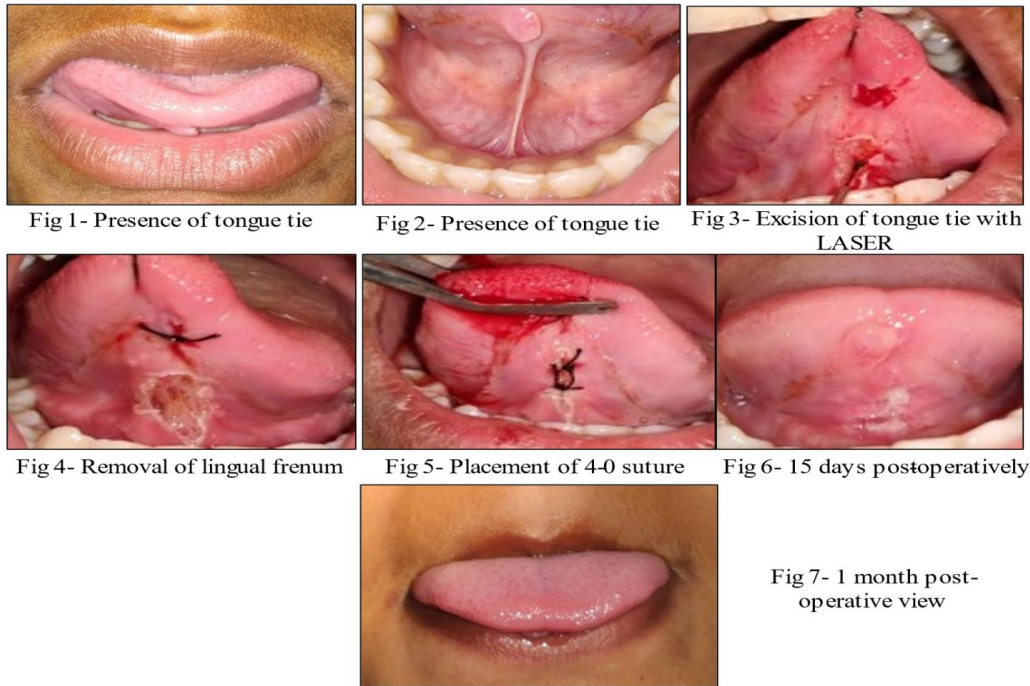 Fig 1- Presence of tongue tie
Fig 2- Presence of tongue tie
Fig 3- Excision of tongue tie with
LASER
Fig 4- Removal of lingual frenum
Fig 5- Placement of 4-0 suture
Fig 6- 15 days post-operatively
Fig 7- 1 month post-
operative view